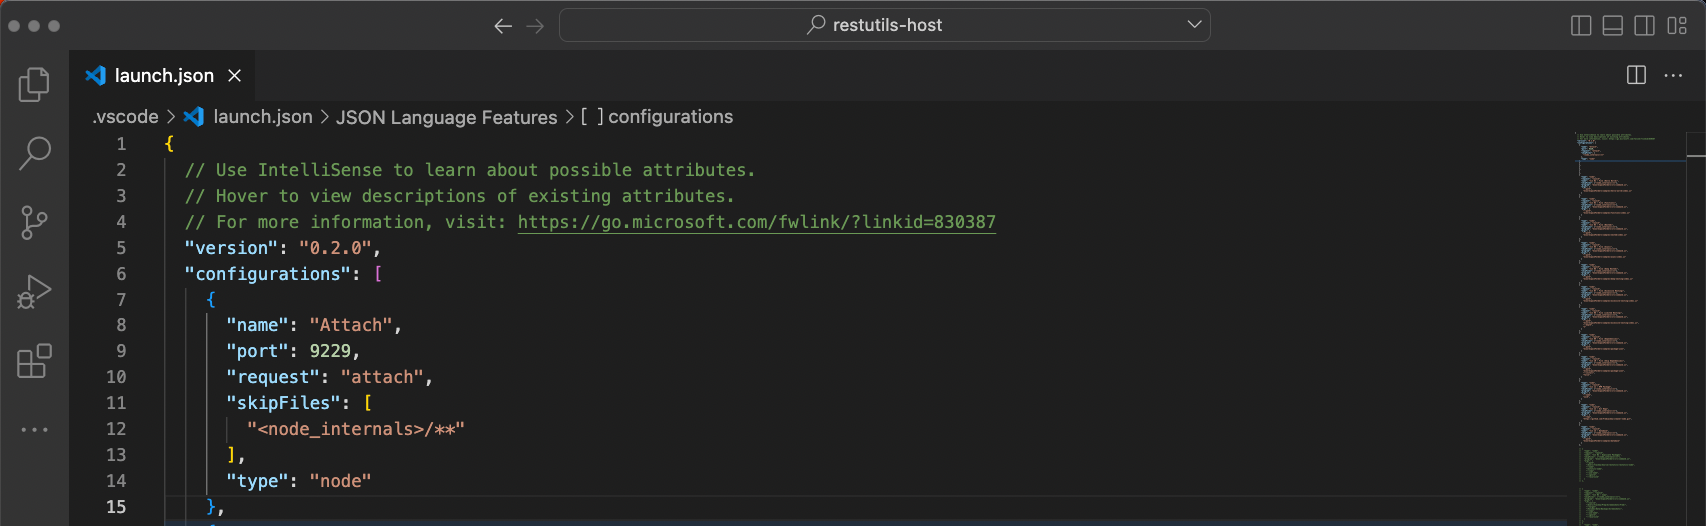 restutils-host
launch.json
.vscode > launch.json > JSON Language Features > [ ] configurations
1 {
2 // Use IntelliSense to learn about possible attributes.
3 // Hover to view descriptions of existing attributes.
4 // For more information, visit: https://go.microsoft.com/fwlink/?linkid=830387
5 "version": "0.2.0",
6 "configurations": [
7 {
8 "name": "Attach",
9 "port": 9229,
10 "request": "attach",
11 "skipFiles": [
12 "<node_internals>/**"
13 ],
14 "type": "node"
15 },